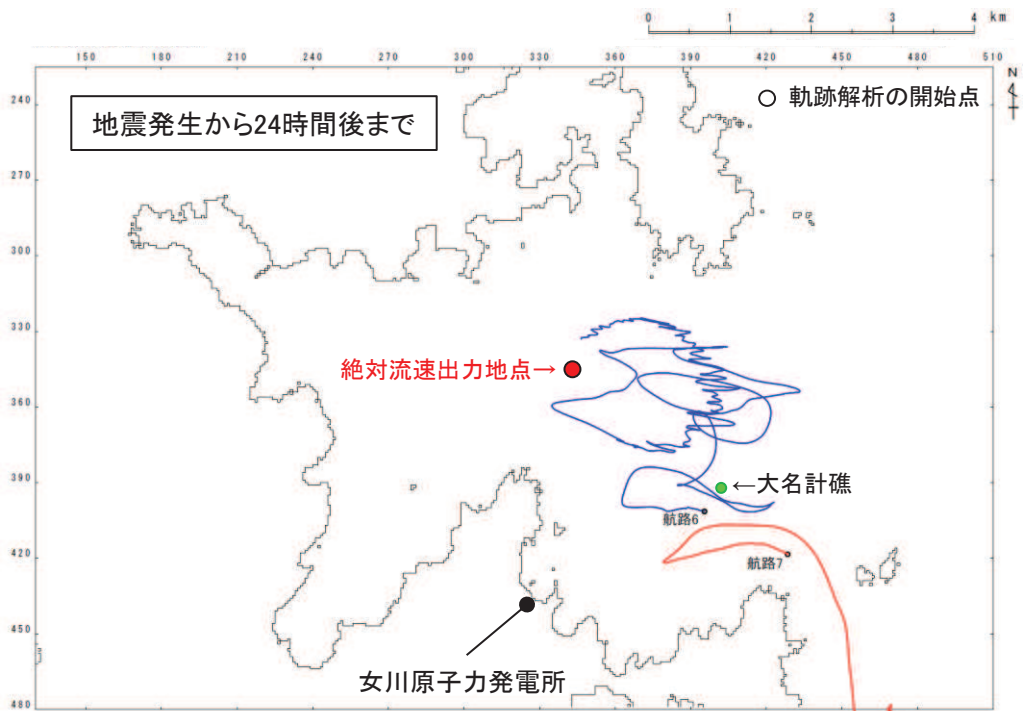 0 1 2 3 4 km
150 180 210 240 270 300 330 360 390 420 450 480 510
N
240
270
300
330
360
390
420
450
480
○ 軌跡解析の開始点
地震発生から24時間後まで
絶対流速出力地点→
←大名計礁
航路6
航路7
女川原子力発電所